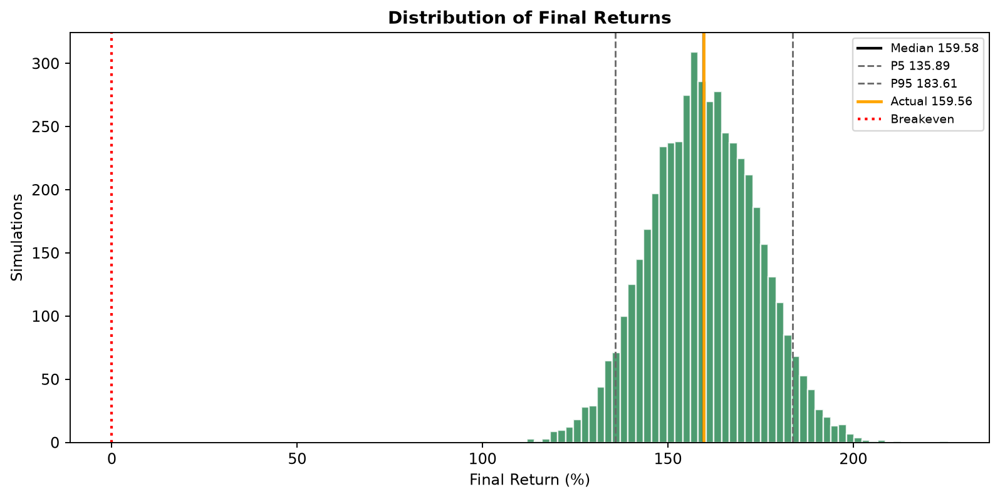 Distribution of Final Returns
Median 159.58
P5 135.89
P95 183.61
Actual 159.56
Breakeven
300
250
200
150
100
50
0
Simulations
0 50 100 150 200
Final Return (%)